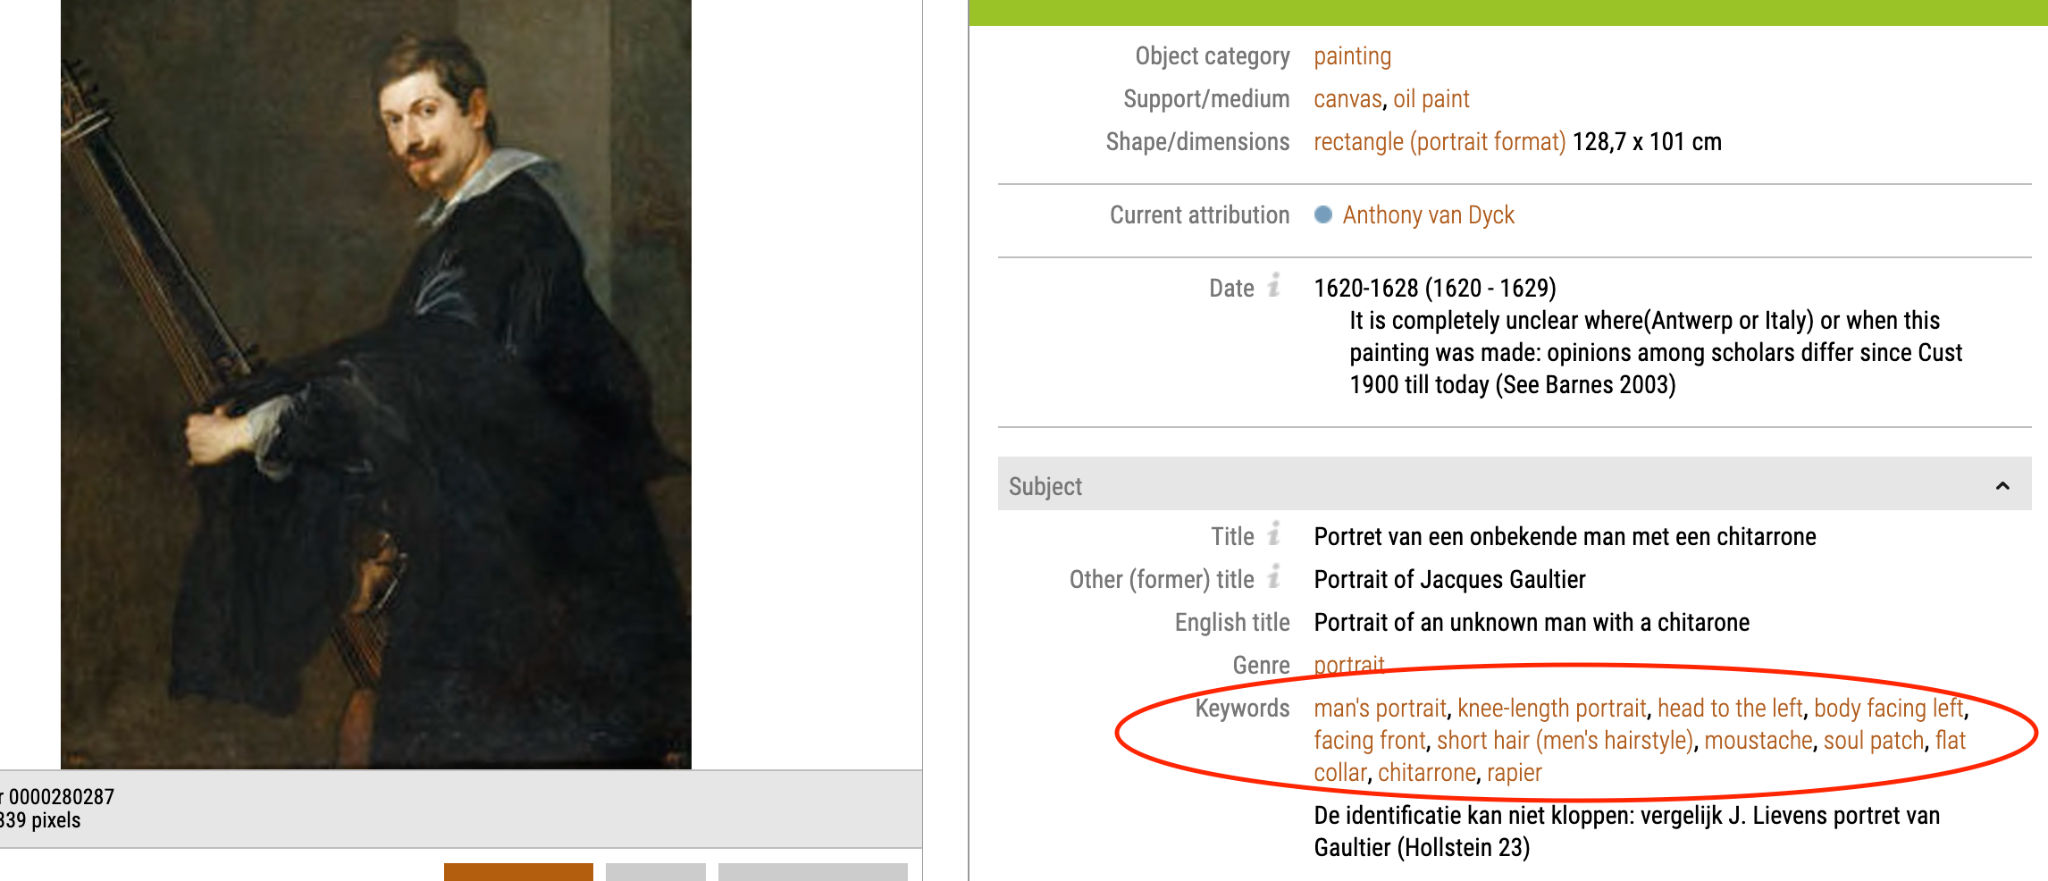 Object category painting
Support/medium canvas, oil paint
Shape/dimensions rectangle (portrait format) 128,7 x 101 cm
Current attribution Anthony van Dyck
Date 1620-1628 (1620 - 1629)
It is completely unclear where(Antwerp or Italy) or when this
painting was made: opinions among scholars differ since Cust
1900 till today (See Barnes 2003)
Subject
Title Portret van een onbekende man met een chitarrone
Other (former) title Portrait of Jacques Gaultier
English title Portrait of an unknown man with a chitarone
Genre portrait
Keywords man's portrait, knee-length portrait, head to the left, body facing left,
facing front, short hair (men's hairstyle), moustache, soul patch, flat
collar, chitarrone, rapier
De identificatie kan niet kloppen: vergelijk J. Lievens portret van
Gaultier (Hollstein 23)
0000280287
339 pixels